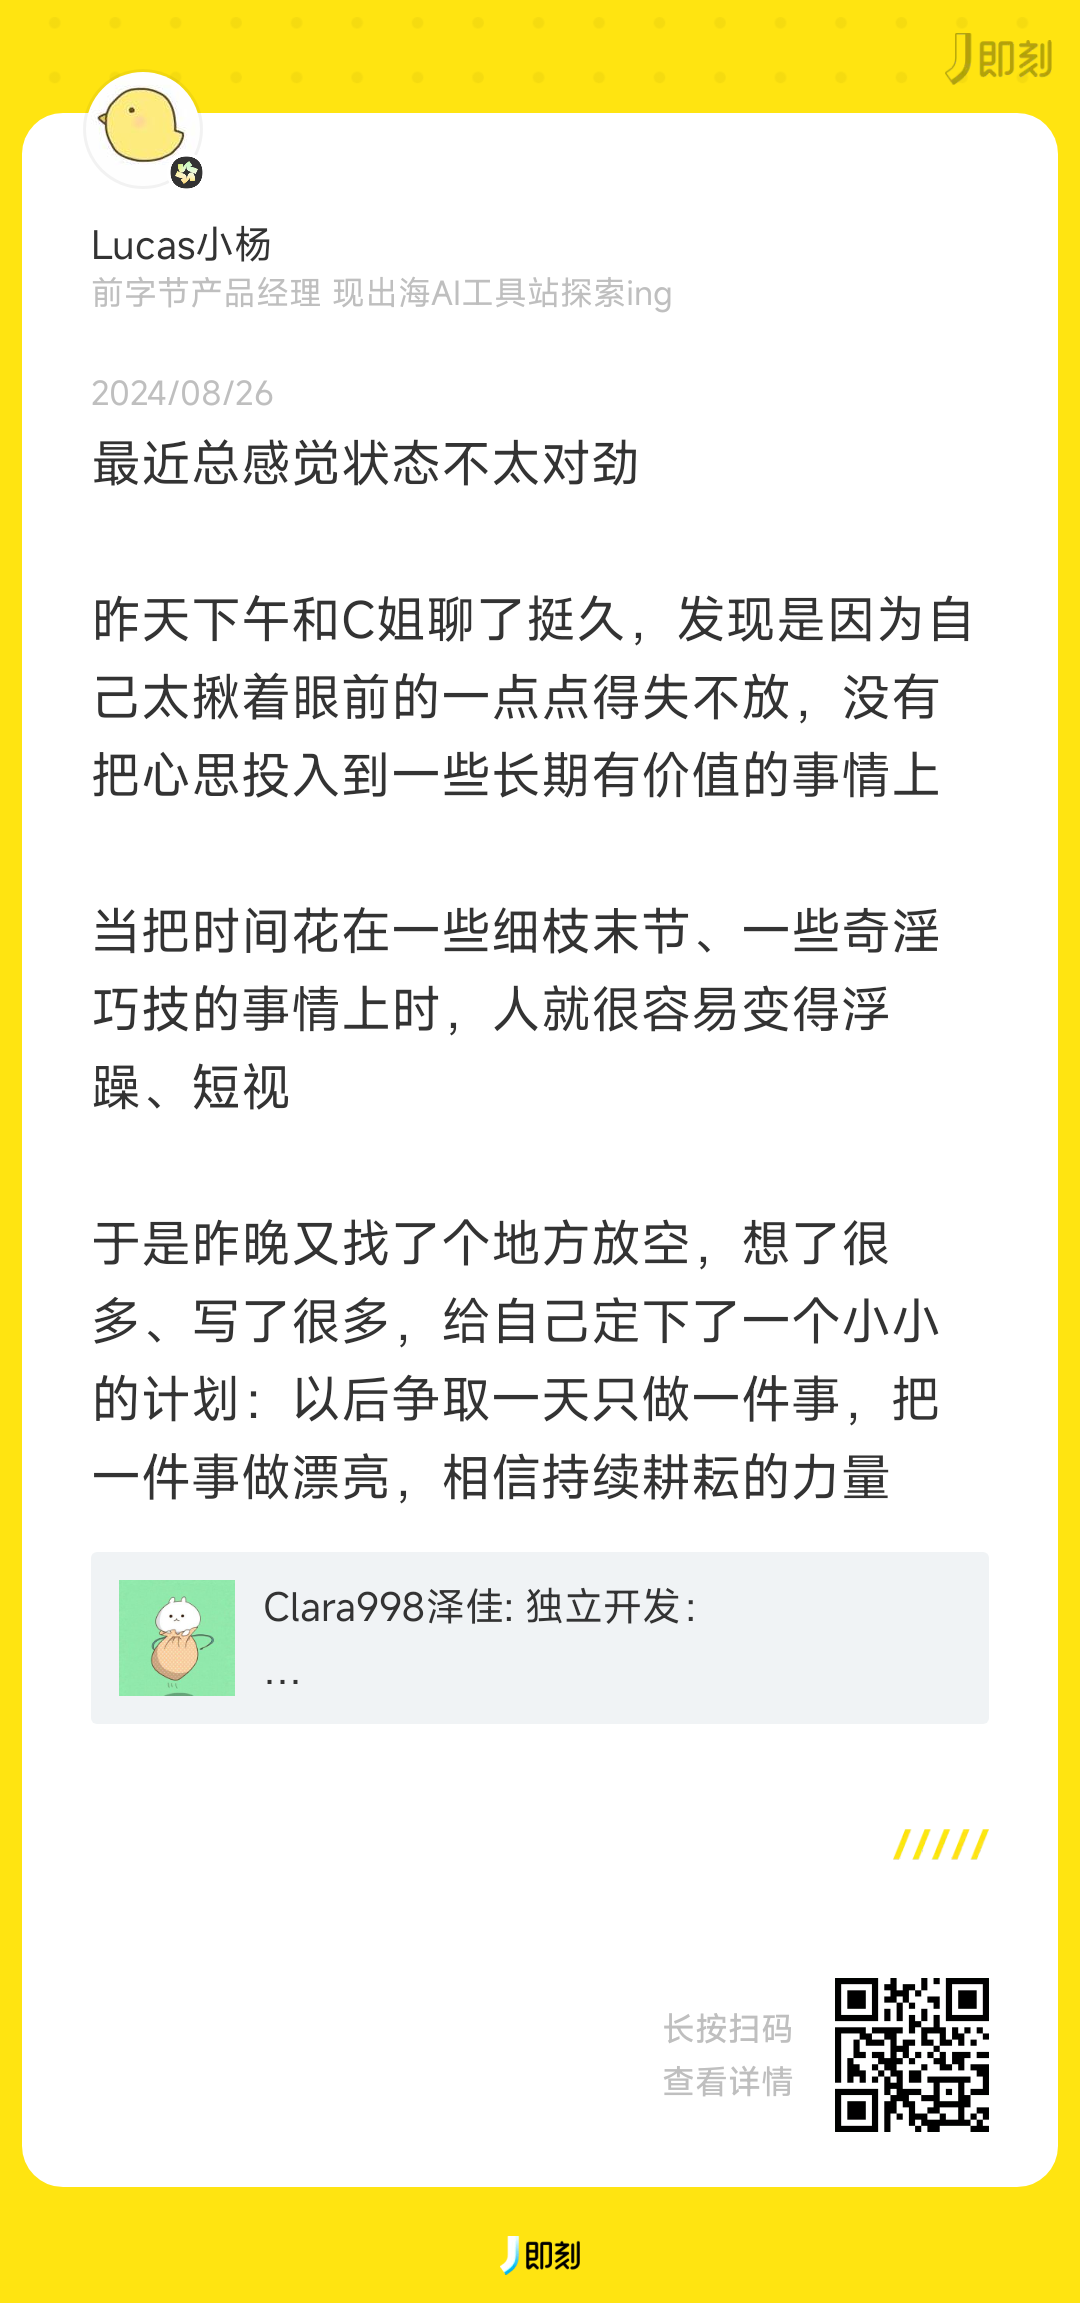 即刻
Lucas小杨
前字节产品经理 现出海AI工具站探索ing
2024/08/26
最近总感觉状态不太对劲
昨天下午和C姐聊了挺久，发现是因为自
己太揪着眼前的一点点得失不放，没有
把心思投入到一些长期有价值的事情上
当把时间花在一些细枝末节、一些奇淫
巧技的事情上时，人就很容易变得浮
躁、短视
于是昨晚又找了个地方放空，想了很
多、写了很多，给自己定下了一个小小
的计划：以后争取一天只做一件事，把
一件事做漂亮，相信持续耕耘的力量
Clara998泽佳: 独立开发：
...
长按扫码
查看详情
即刻